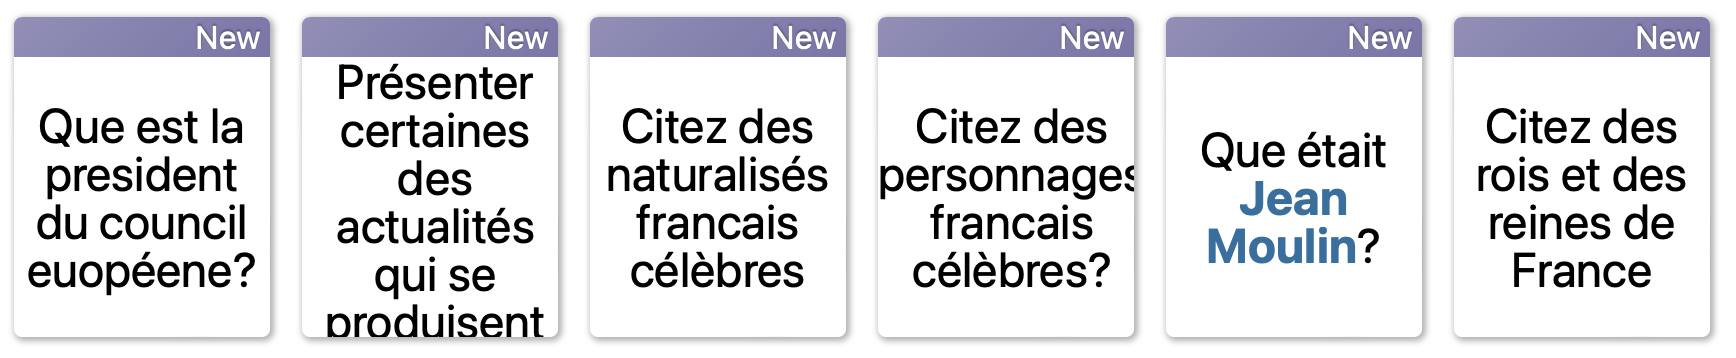 New
Que est la
president
du council
euopéene?
New
Présenter
certaines
des
actualités
qui se
produisent
New
Citez des
naturalisés
francais
célèbres
New
Citez des
personnages
francais
célèbres?
New
Que était
Jean
Moulin?
New
Citez des
rois et des
reines de
France